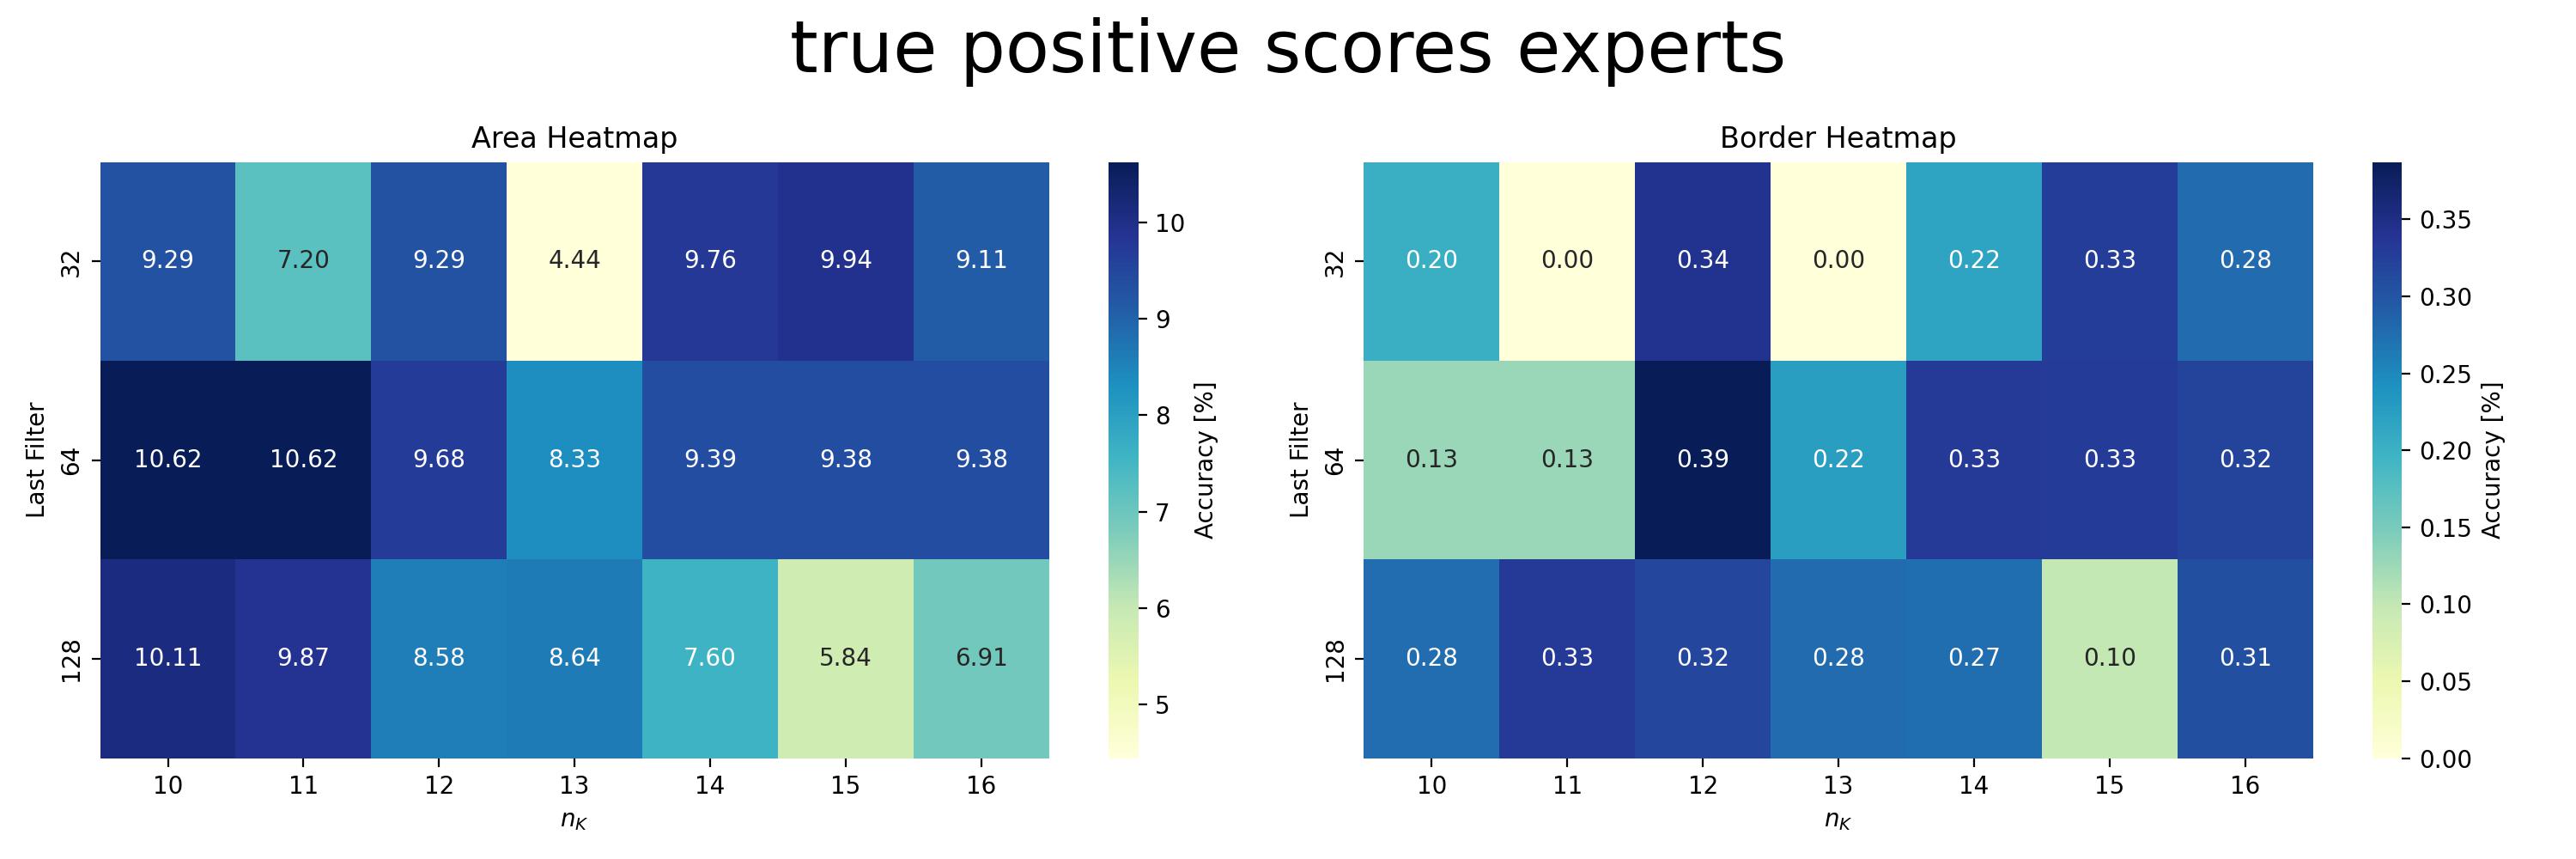 true positive scores experts
Area Heatmap
Last Filter
32
9.29 7.20 9.29 4.44 9.76 9.94 9.11
64
10.62 10.62 9.68 8.33 9.39 9.38 9.38
128
10.11 9.87 8.58 8.64 7.60 5.84 6.91
10 11 12 13 14 15 16
n_K
10
9
8
7
6
5
Accuracy [%]
Border Heatmap
Last Filter
32
0.20 0.00 0.34 0.00 0.22 0.33 0.28
64
0.13 0.13 0.39 0.22 0.33 0.33 0.32
128
0.28 0.33 0.32 0.28 0.27 0.10 0.31
10 11 12 13 14 15 16
n_K
0.35
0.30
0.25
0.20
0.15
0.10
0.05
0.00
Accuracy [%]